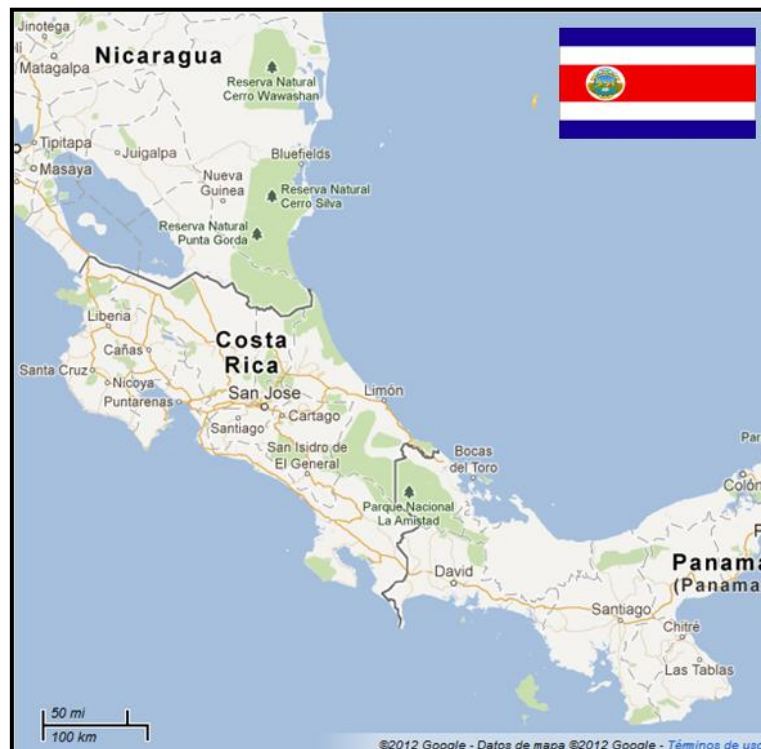 Jinotega
Matagalpa
Nicaragua
Reserva Natural
Cerro Wawashan
Tipitapa
Masaya
Juigalpa
Nueva
Guinea
Bluefields
Reserva Natural
Cerro Silva
Reserva Natural
Punta Gorda
Liberia
Cañas
Santa Cruz
Nicoya
Puntarenas
Costa
Rica
San Jose
Cartago
Santiago
San Isidro de
El General
Limón
Bocas
del Toro
Parque Nacional
La Amistad
David
Colón
Panama
(Panama
Santiago
Chitré
Las Tablas
50 mi
100 km
©2012 Google - Datos de mapa ©2012 Google - Términos de uso